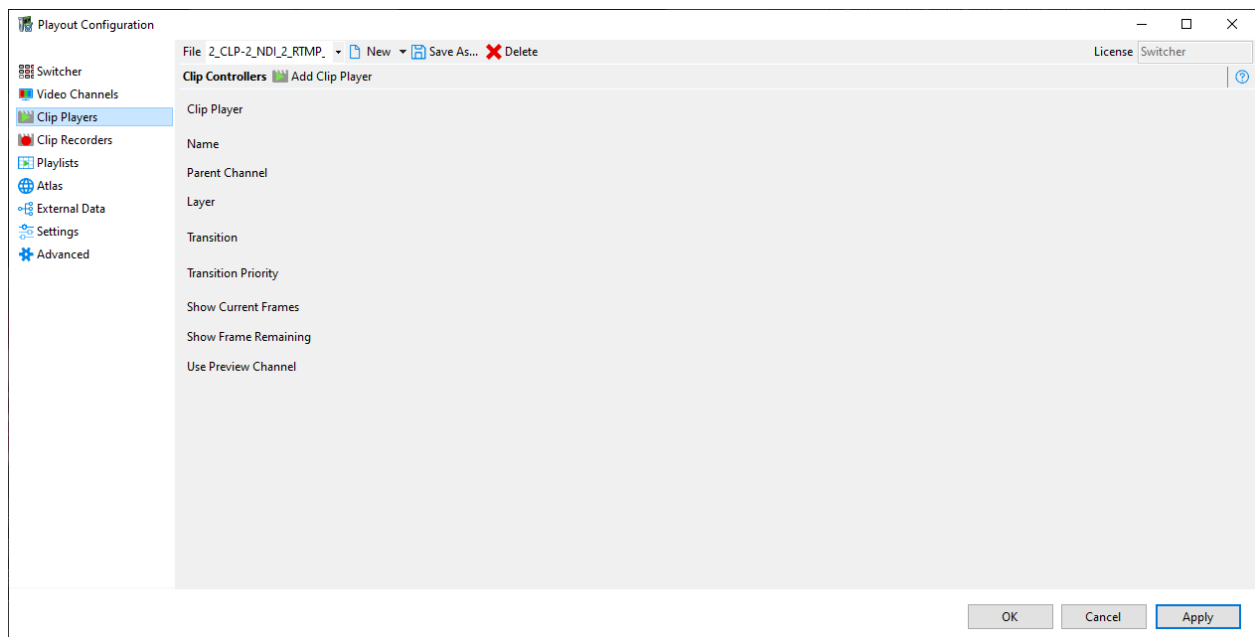 Playout Configuration
File 2_CLP-2_NDI_2_RTMP_ New Save As... Delete License Switcher
Clip Controllers Add Clip Player
Switcher
Video Channels
Clip Players
Clip Recorders
Playlists
Atlas
External Data
Settings
Advanced
Clip Player
Name
Parent Channel
Layer
Transition
Transition Priority
Show Current Frames
Show Frame Remaining
Use Preview Channel
OK Cancel Apply